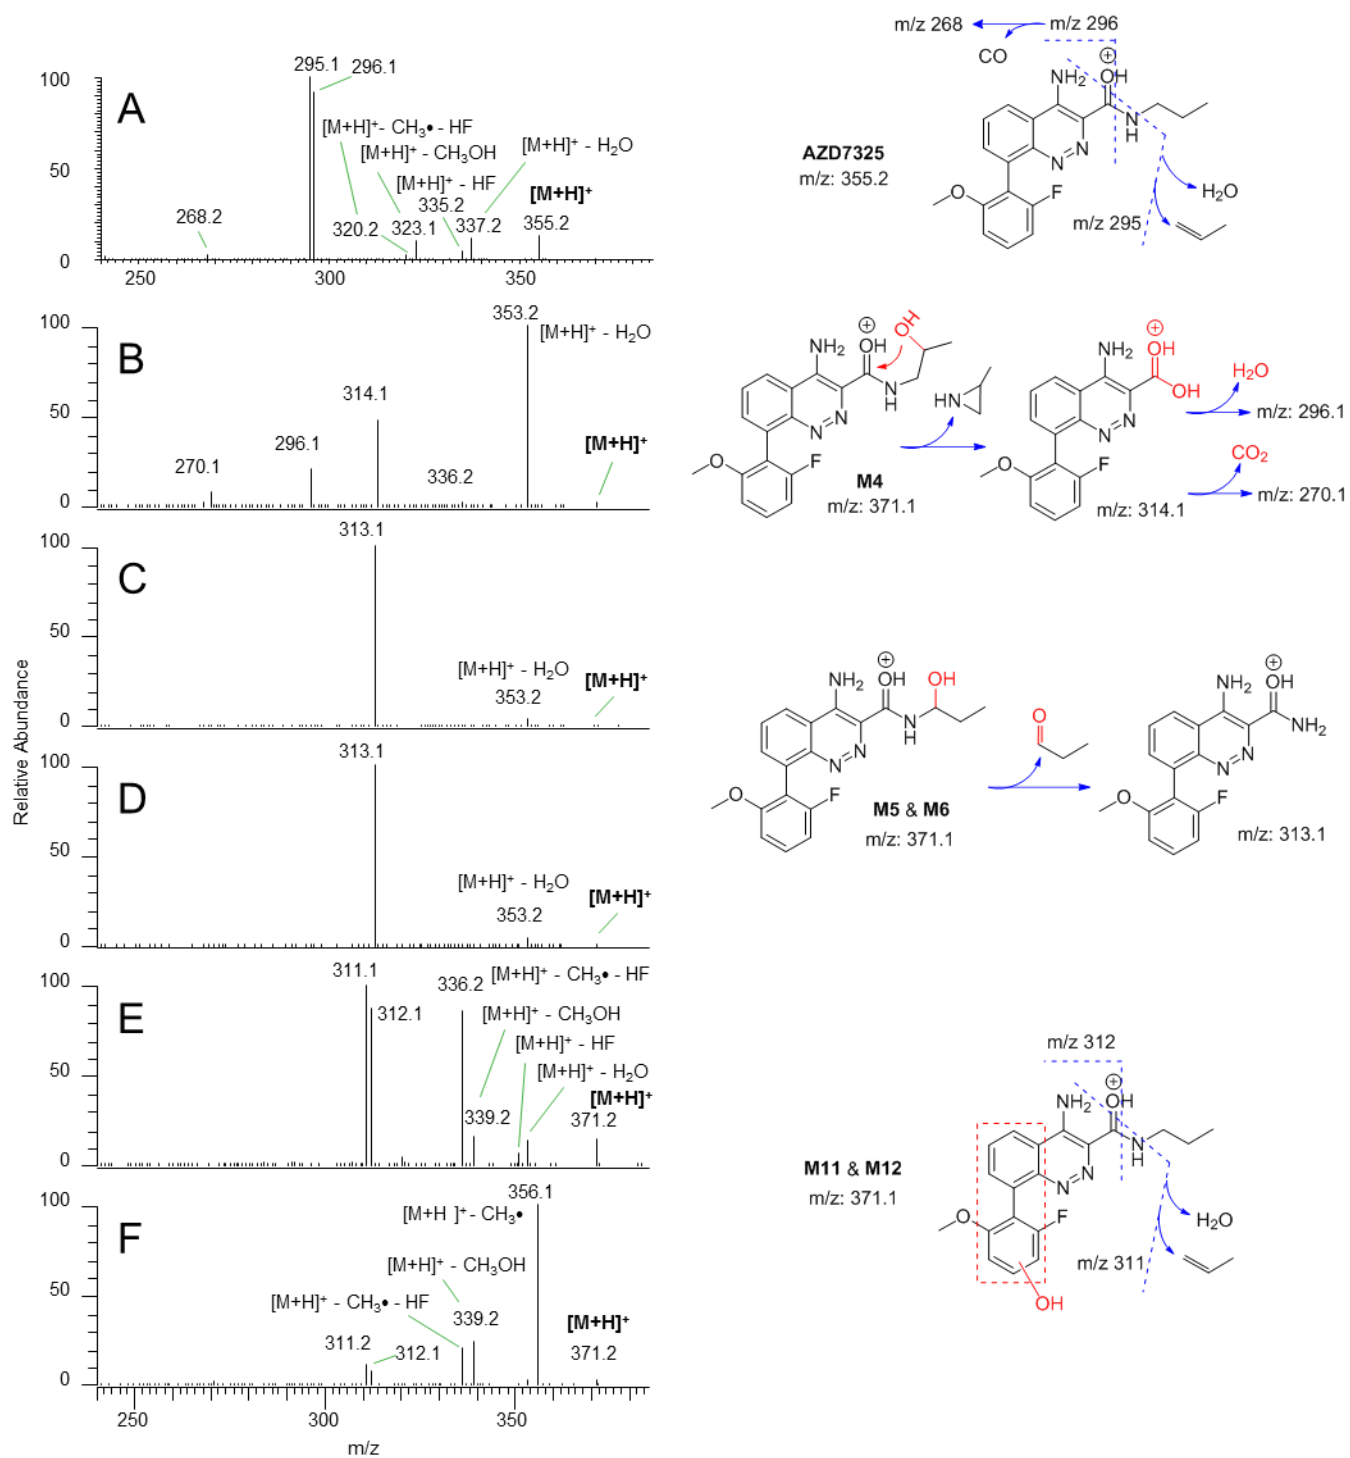 A
100
50
0
295.1
296.1
[M+H]⁺- CH₃• - HF
[M+H]⁺ - CH₃OH
[M+H]⁺ - H₂O
[M+H]⁺ - HF
[M+H]⁺
268.2
320.2
323.1
335.2
337.2
355.2
250
300
350
m/z 268
m/z 296
CO
OH
NH₂
N
H
N
N
O
F
AZD7325
m/z: 355.2
H₂O
m/z 295
B
100
50
0
353.2
[M+H]⁺ - H₂O
314.1
296.1
270.1
336.2
[M+H]⁺
OH
OH
NH₂
N
H
N
N
O
F
HN
M4
m/z: 371.1
OH
NH₂
OH
N
N
O
F
m/z: 314.1
H₂O
m/z: 296.1
CO₂
m/z: 270.1
C
100
50
0
313.1
[M+H]⁺ - H₂O
353.2
[M+H]⁺
Relative Abundance
D
100
50
0
313.1
[M+H]⁺ - H₂O
353.2
[M+H]⁺
OH
OH
NH₂
N
H
N
N
O
F
M5 & M6
m/z: 371.1
O
OH
NH₂
NH₂
N
N
O
F
m/z: 313.1
E
100
50
0
311.1
312.1
336.2
[M+H]⁺ - CH₃• - HF
[M+H]⁺ - CH₃OH
[M+H]⁺ - HF
[M+H]⁺ - H₂O
[M+H]⁺
339.2
371.2
m/z 312
OH
NH₂
N
H
N
N
O
F
OH
M11 & M12
m/z: 371.1
H₂O
m/z 311
F
100
50
0
356.1
[M+H ]⁺- CH₃•
[M+H]⁺ - CH₃OH
[M+H]⁺ - CH₃• - HF
339.2
[M+H]⁺
371.2
311.2
312.1
250
300
350
m/z